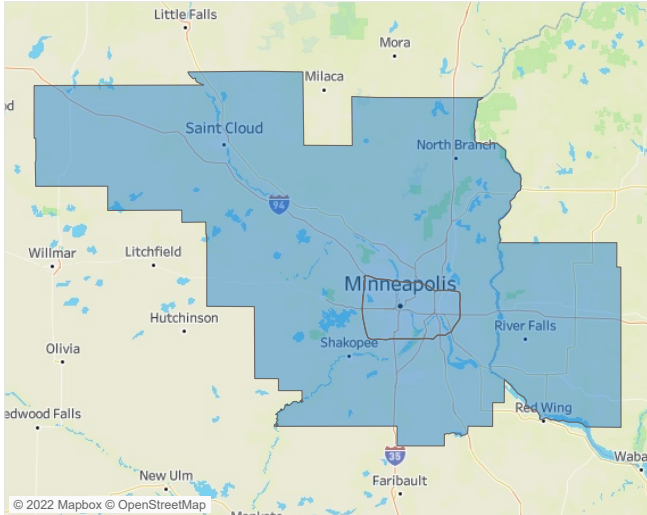 Little Falls
Mora
Milaca
od
Saint Cloud
North Branch
94
Willmar
Litchfield
Minneapolis
Hutchinson
River Falls
Shakopee
Olivia
edwood Falls
Red Wing
35
Waba
New Ulm
Faribault
© 2022 Mapbox © OpenStreetMap